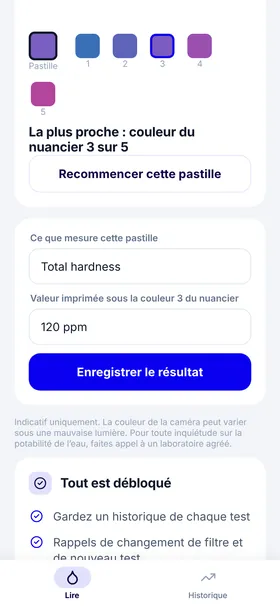 Pastille
1
2
3
4
5
La plus proche : couleur du
nuancier 3 sur 5
Recommencer cette pastille
Ce que mesure cette pastille
Total hardness
Valeur imprimée sous la couleur 3 du nuancier
120 ppm
Enregistrer le résultat
Indicatif uniquement. La couleur de la caméra peut varier
sous une mauvaise lumière. Pour toute inquiétude sur la
potabilité de l'eau, faites appel à un laboratoire agréé.
Tout est débloqué
Gardez un historique de chaque test
Rappels de changement de filtre et
de nouveau test
Lire
Historique